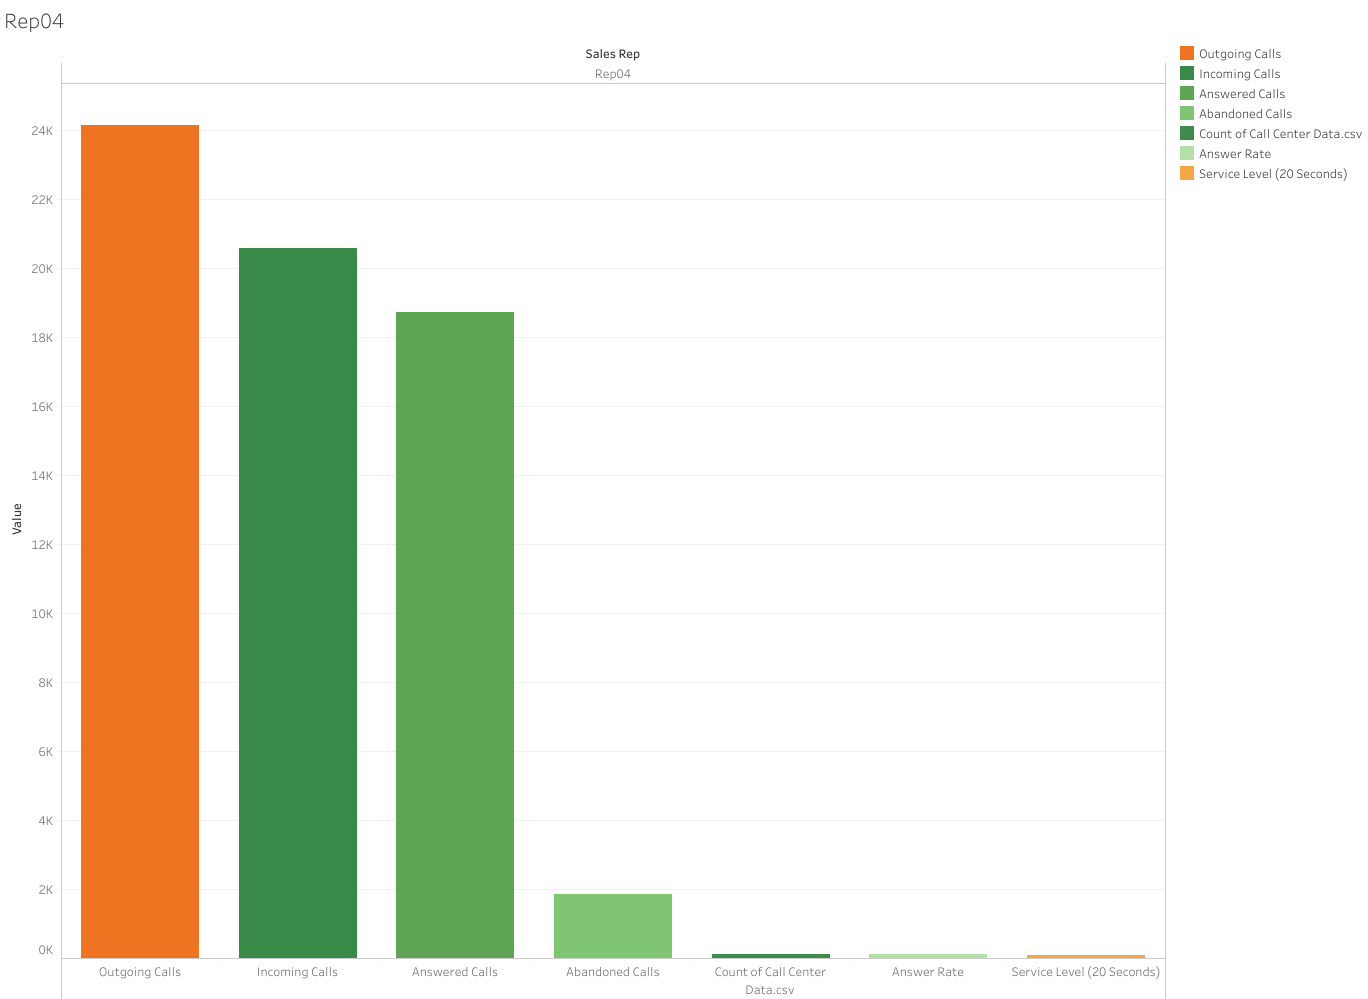 Rep04
Sales Rep
Rep04
Outgoing Calls
Incoming Calls
Answered Calls
Abandoned Calls
Count of Call Center Data.csv
Answer Rate
Service Level (20 Seconds)
Value
24K
22K
20K
18K
16K
14K
12K
10K
8K
6K
4K
2K
0K
Outgoing Calls
Incoming Calls
Answered Calls
Abandoned Calls
Count of Call Center
Data.csv
Answer Rate
Service Level (20 Seconds)